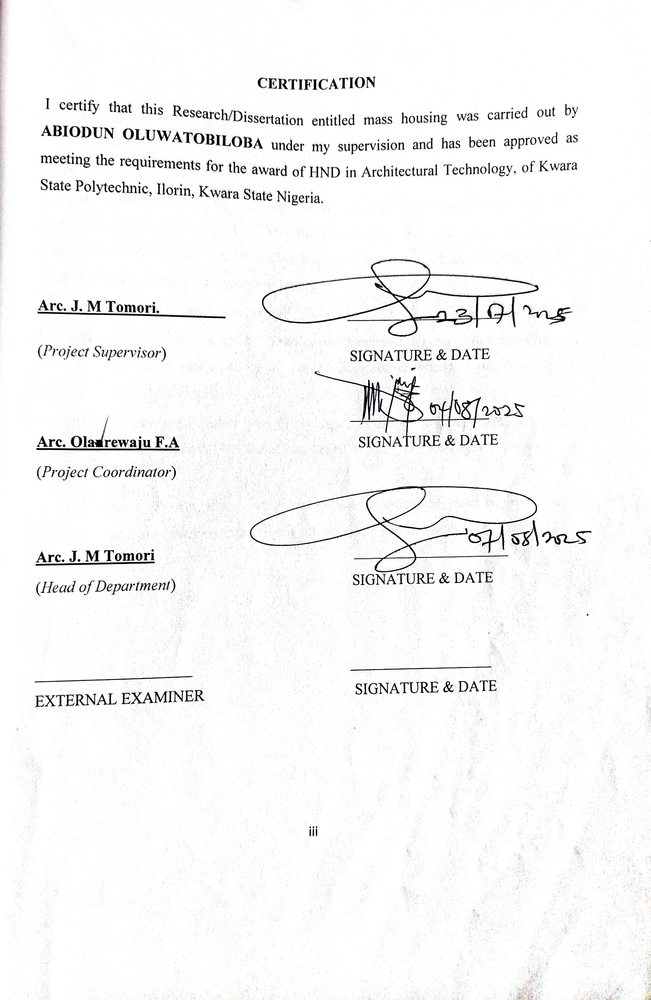 CERTIFICATION
I certify that this Research/Dissertation entitled mass housing was carried out by
ABIODUN OLUWATOBILOBA under my supervision and has been approved as
meeting the requirements for the award of HND in Architectural Technology, of Kwara
State Polytechnic, Ilorin, Kwara State Nigeria.
Arc. J. M Tomori. 23/07/2025
(Project Supervisor) SIGNATURE & DATE
04/08/2025
Arc. Olanrewaju F.A SIGNATURE & DATE
(Project Coordinator)
07/08/2025
Arc. J. M Tomori
(Head of Department) SIGNATURE & DATE
EXTERNAL EXAMINER SIGNATURE & DATE
iii